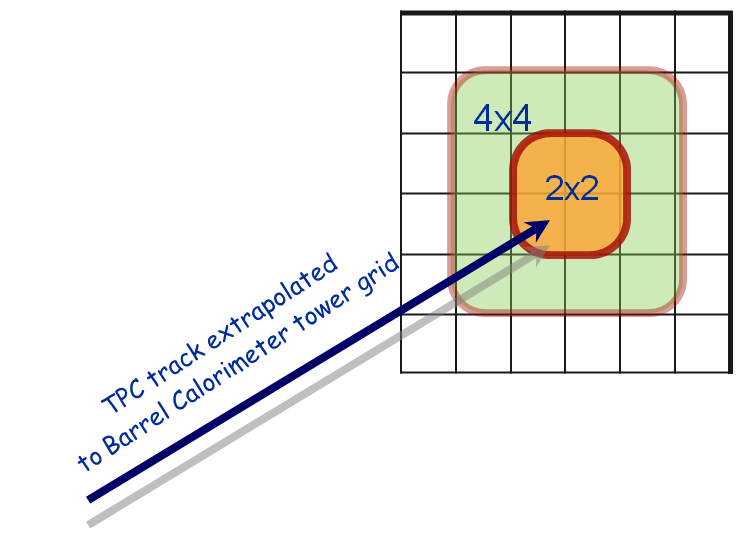 4x4
2x2
TPC track extrapolated
to Barrel Calorimeter tower grid